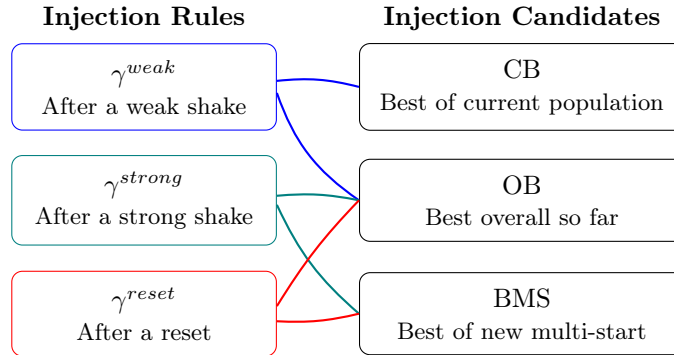 Injection Rules
γ^weak
After a weak shake
γ^strong
After a strong shake
γ^reset
After a reset
Injection Candidates
CB
Best of current population
OB
Best overall so far
BMS
Best of new multi-start